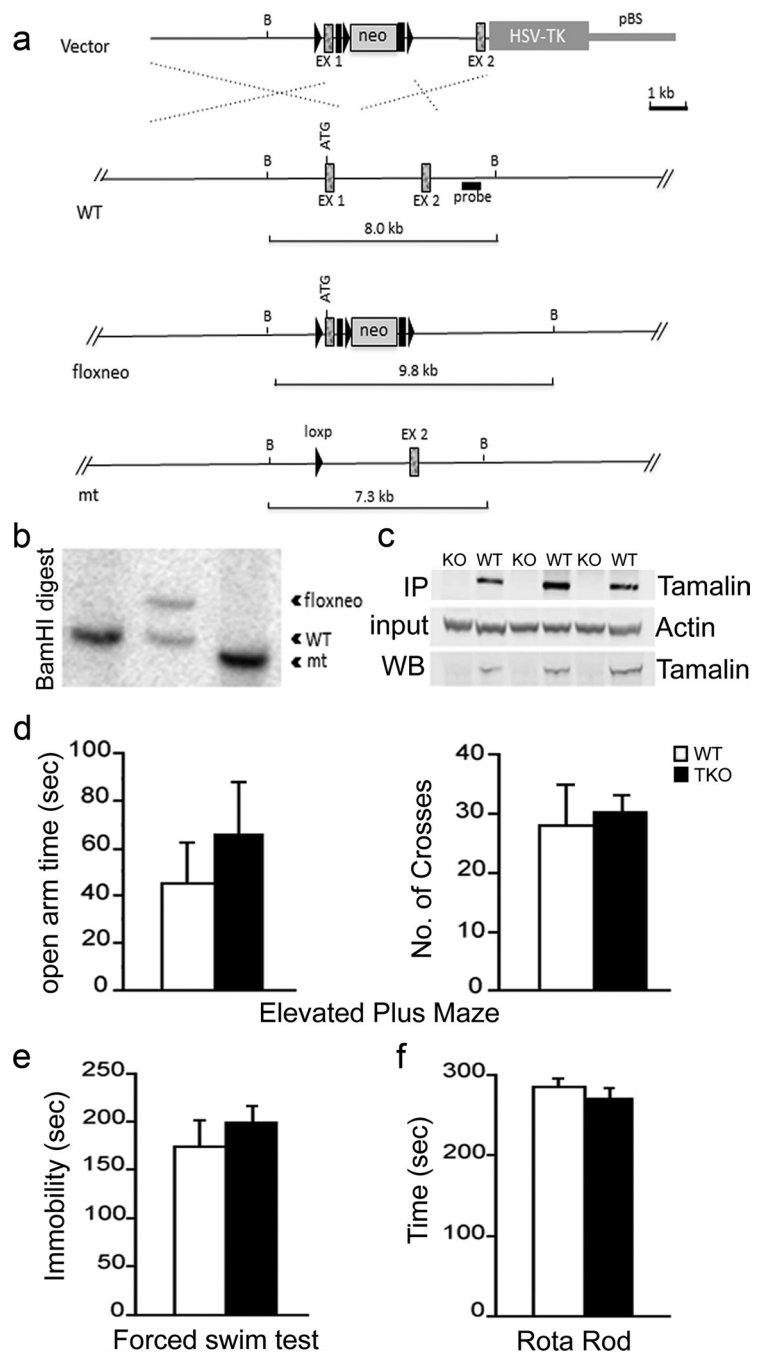 a
Vector
B
neo
EX 1
EX 2
HSV-TK
pBS
1 kb
ATG
B
B
EX 1
EX 2
probe
WT
8.0 kb
ATG
B
B
neo
floxneo
9.8 kb
B
loxp
EX 2
B
mt
7.3 kb
b
BamHI digest
floxneo
WT
mt
c
KO WT KO WT KO WT
IP Tamalin
input Actin
WB Tamalin
d
open arm time (sec)
100
80
60
40
20
0
No. of Crosses
40
30
20
10
0
WT
TKO
Elevated Plus Maze
e
Immobility (sec)
250
200
150
100
50
0
Forced swim test
f
Time (sec)
300
200
100
0
Rota Rod